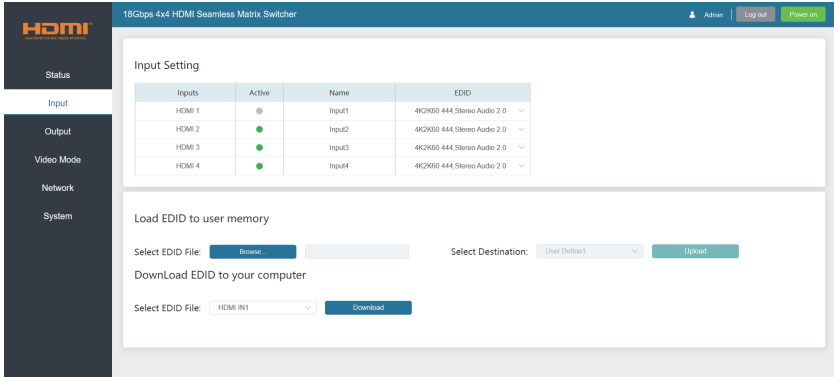 HDMI
18Gbps 4x4 HDMI Seamless Matrix Switcher
Admin
Log out
Power on
Status
Input
Output
Video Mode
Network
System
Input Setting
Inputs Active Name EDID
HDMI 1 Input1 4K2K60 444,Stereo Audio 2.0
HDMI 2 Input2 4K2K60 444,Stereo Audio 2.0
HDMI 3 Input3 4K2K60 444,Stereo Audio 2.0
HDMI 4 Input4 4K2K60 444,Stereo Audio 2.0
Load EDID to user memory
Select EDID File: Browse... Select Destination: User Define1 Upload
DownLoad EDID to your computer
Select EDID File: HDMI IN1 Download